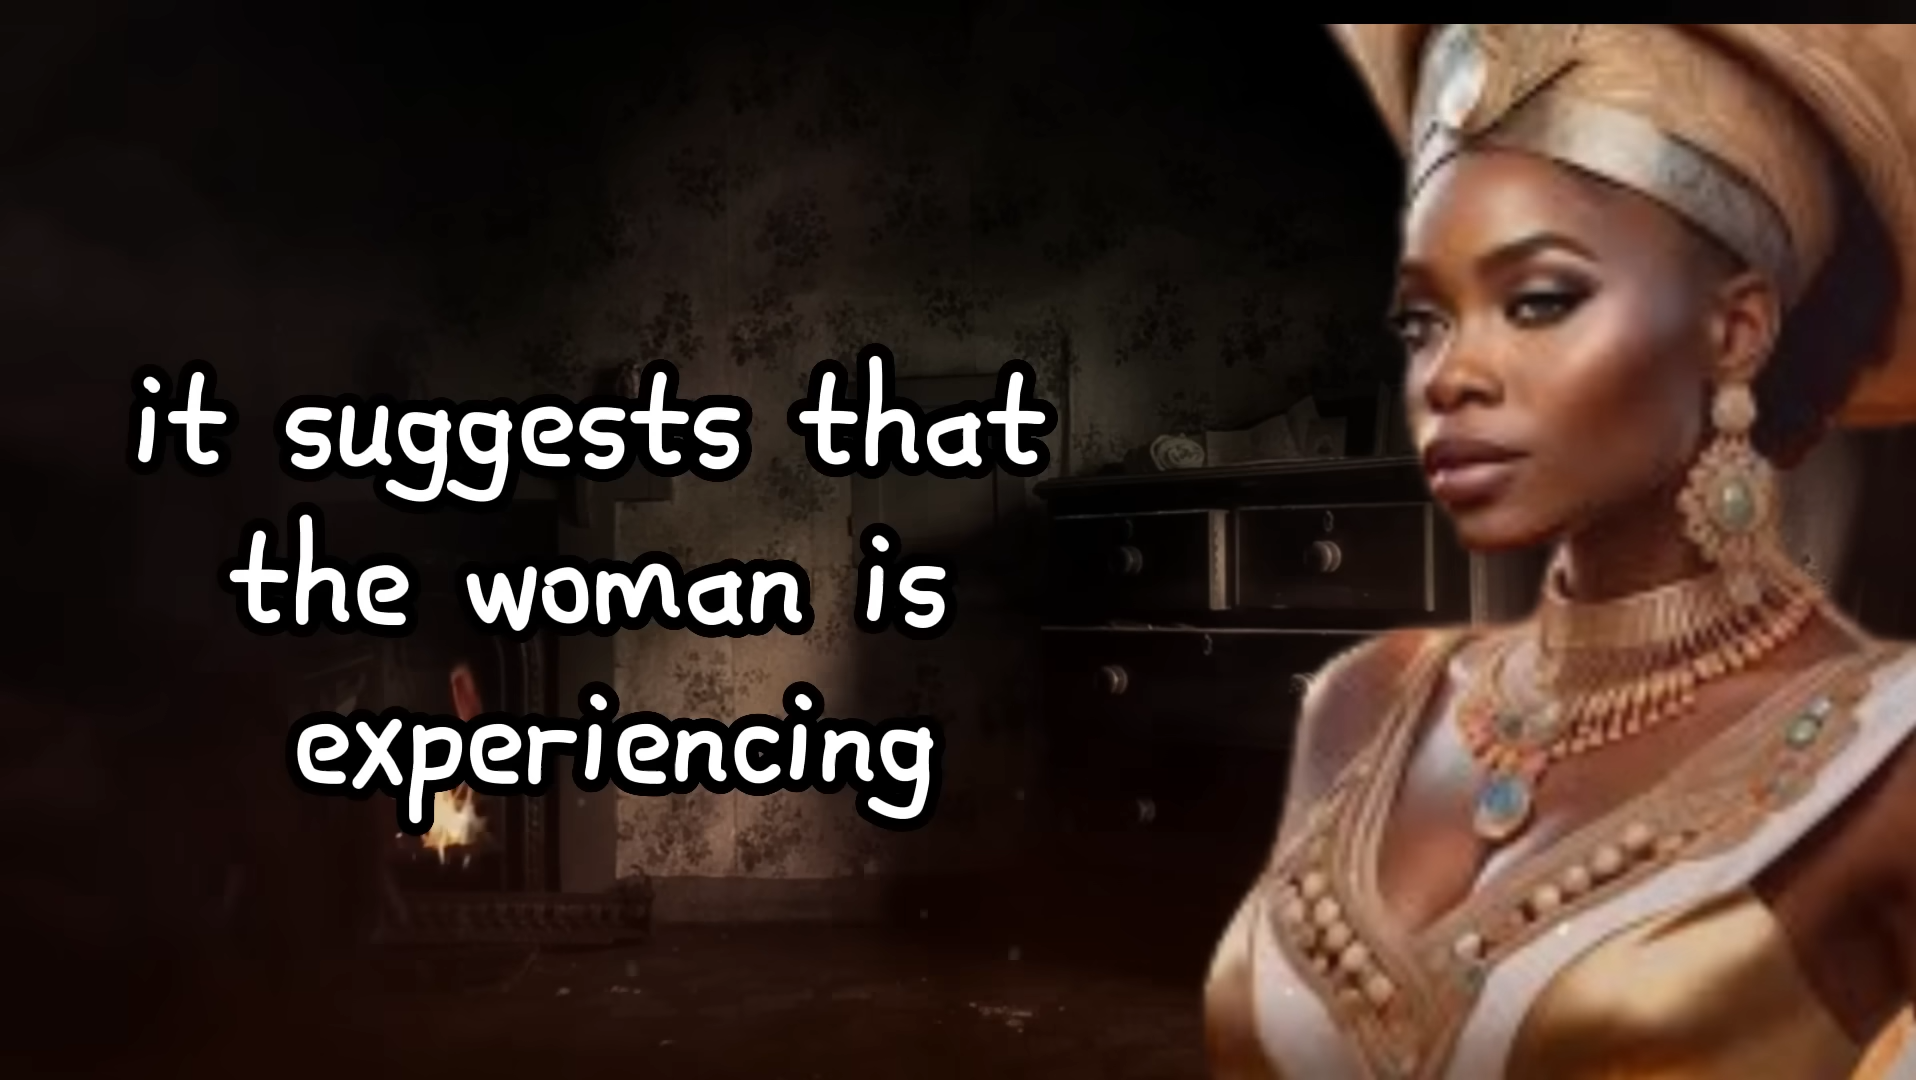 it suggests that
the woman is
experiencing